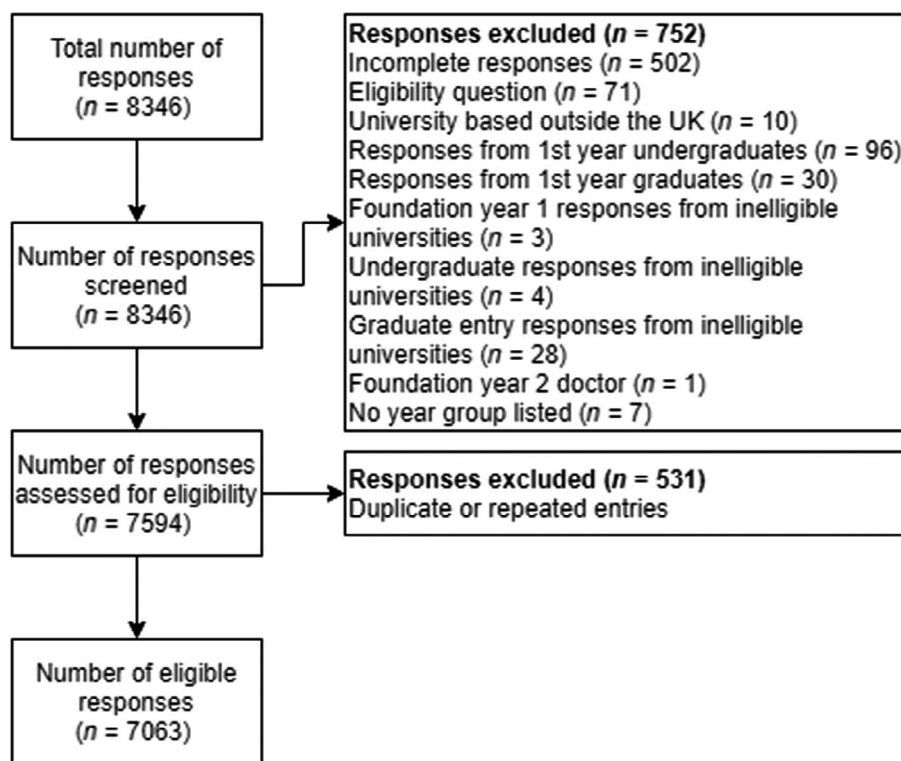 Total number of
responses
(n = 8346)
Responses excluded (n = 752)
Incomplete responses (n = 502)
Eligibility question (n = 71)
University based outside the UK (n = 10)
Responses from 1st year undergraduates (n = 96)
Responses from 1st year graduates (n = 30)
Foundation year 1 responses from inelligible
universities (n = 3)
Undergraduate responses from inelligible
universities (n = 4)
Graduate entry responses from inelligible
universities (n = 28)
Foundation year 2 doctor (n = 1)
No year group listed (n = 7)
Number of responses
screened
(n = 8346)
Number of responses
assessed for eligibility
(n = 7594)
Responses excluded (n = 531)
Duplicate or repeated entries
Number of eligible
responses
(n = 7063)